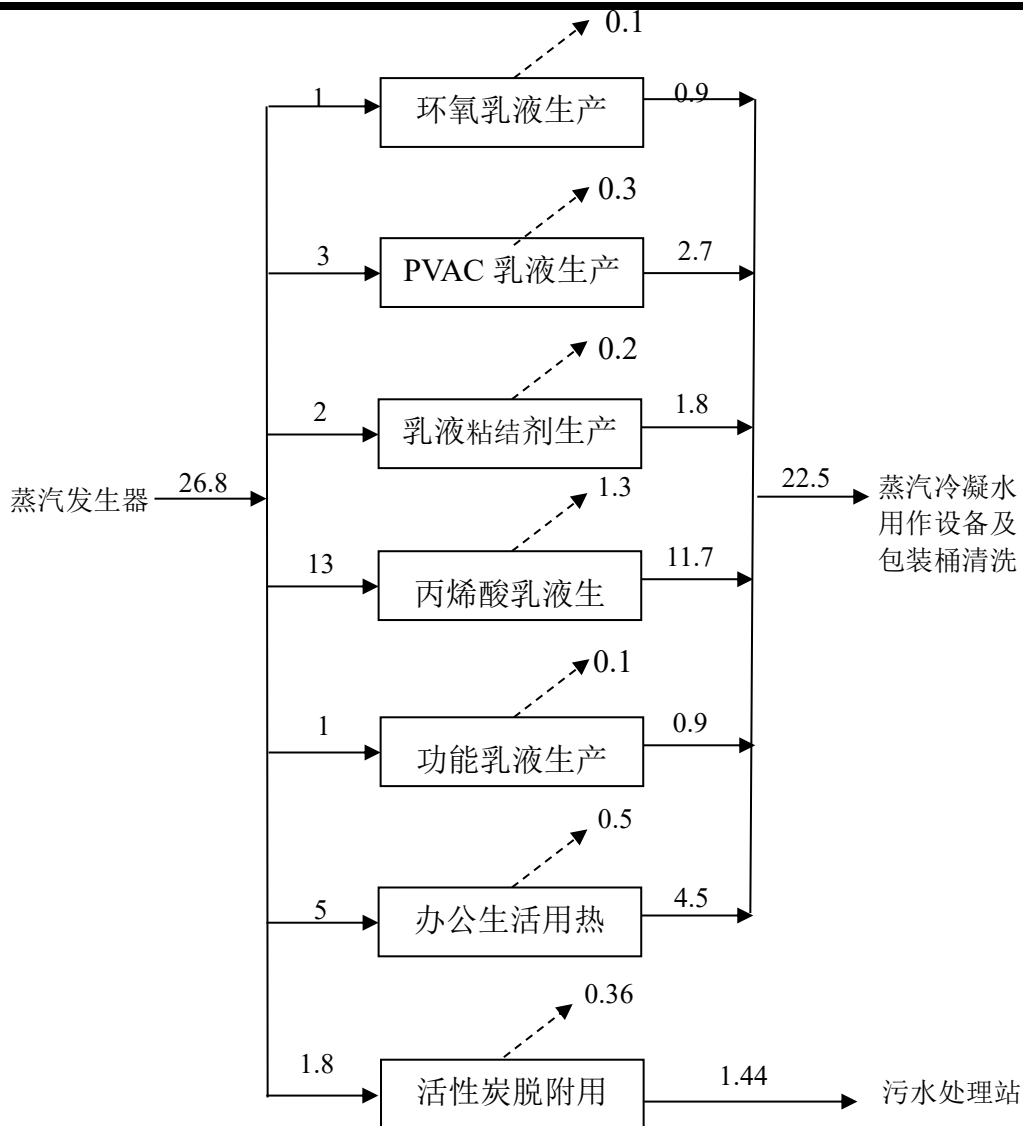 0.1
1
环氧乳液生产
0.9
0.3
3
PVAC 乳液生产
2.7
0.2
2
乳液粘结剂生产
1.8
蒸汽发生器
26.8
1.3
13
丙烯酸乳液生
11.7
22.5
蒸汽冷凝水
用作设备及
包装桶清洗
0.1
1
功能乳液生产
0.9
0.5
5
办公生活用热
4.5
0.36
1.8
活性炭脱附用
1.44
污水处理站